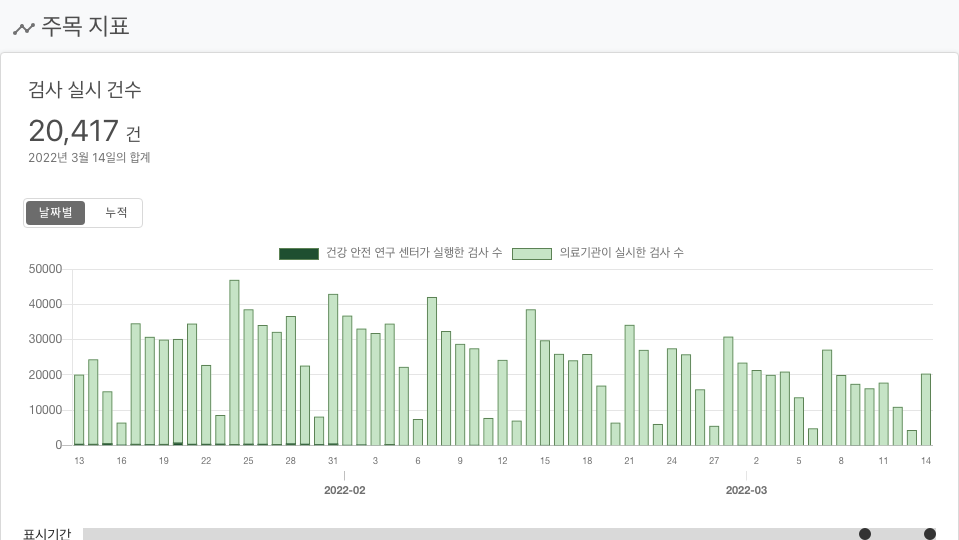 주목 지표
검사 실시 건수
20,417 건
2022년 3월 14일의 합계
날짜별 누적
건강 안전 연구 센터가 실행한 검사 수 의료기관이 실시한 검사 수
50000
40000
30000
20000
10000
0
13 16 19 22 25 28 31 3 6 9 12 15 18 21 24 27 2 5 8 11 14
2022-02 2022-03
표시기간